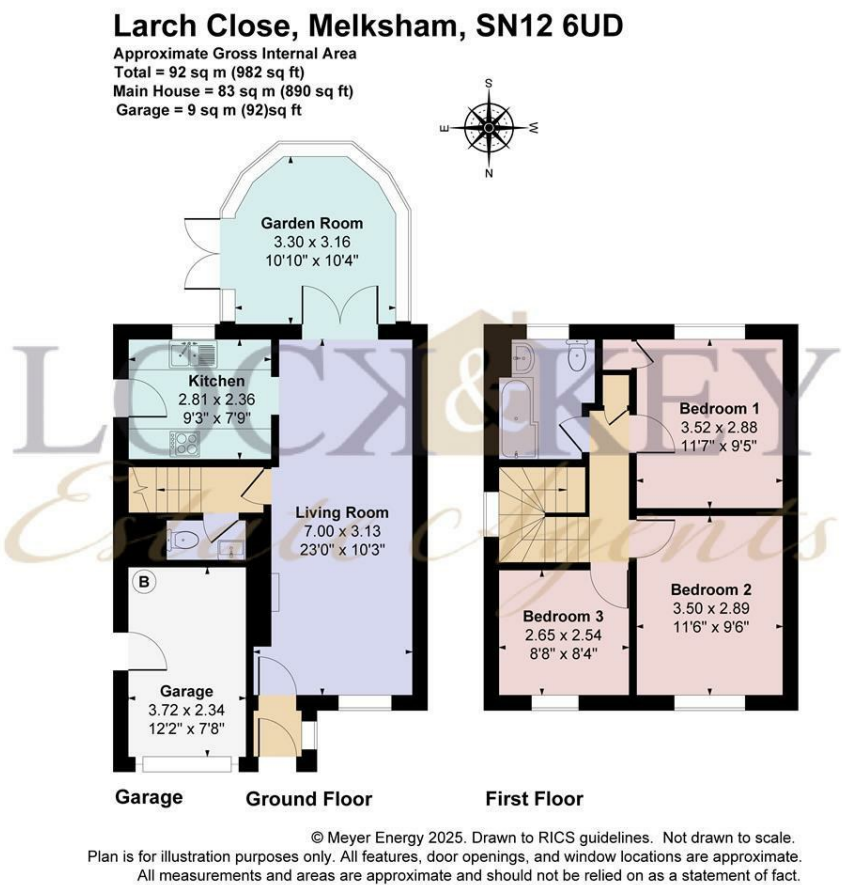 Larch Close, Melksham, SN12 6UD
Approximate Gross Internal Area
Total = 92 sq m (982 sq ft)
Main House = 83 sq m (890 sq ft)
Garage = 9 sq m (92)sq ft
S
E
W
N
Garden Room
3.30 x 3.16
10'10" x 10'4"
Kitchen
2.81 x 2.36
9'3" x 7'9"
LOCK & KEY
Estate Agents
Living Room
7.00 x 3.13
23'0" x 10'3"
B
Garage
3.72 x 2.34
12'2" x 7'8"
Bedroom 1
3.52 x 2.88
11'7" x 9'5"
Bedroom 2
3.50 x 2.89
11'6" x 9'6"
Bedroom 3
2.65 x 2.54
8'8" x 8'4"
Garage
Ground Floor
First Floor
© Meyer Energy 2025. Drawn to RICS guidelines. Not drawn to scale.
Plan is for illustration purposes only. All features, door openings, and window locations are approximate.
All measurements and areas are approximate and should not be relied on as a statement of fact.